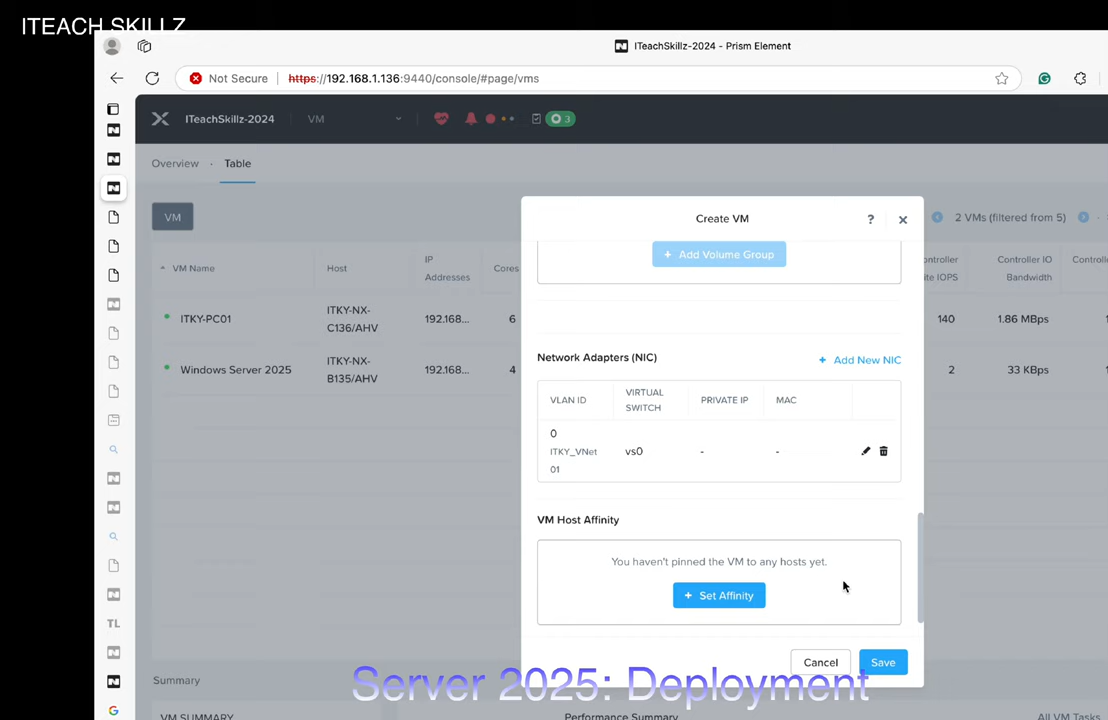 ITEACH SKILLZ
ITeachSkillz-2024 - Prism Element
Not Secure https://192.168.1.136:9440/console/#page/vms
ITeachSkillz-2024 VM 3
Overview · Table
VM
Create VM ?
2 VMs (filtered from 5) ·
VM Name Host IP Addresses Cores
Controller IO Bandwidth
ITKY-PC01 ITKY-NX-C136/AHV 192.168... 6 140 1.86 MBps
Windows Server 2025 ITKY-NX-B135/AHV 192.168... 4 2 33 KBps
+ Add Volume Group
Network Adapters (NIC) + Add New NIC
VLAN ID VIRTUAL SWITCH PRIVATE IP MAC
0
ITKY_VNet 01 vs0 - -
VM Host Affinity
You haven't pinned the VM to any hosts yet.
+ Set Affinity
Cancel Save
Server 2025: Deployment
Summary
VM SUMMARY Performance Summary All VM Tasks
TL